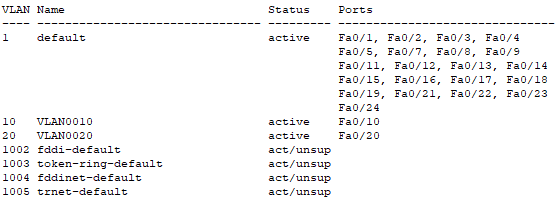 VLAN Name                             Status    Ports
---- -------------------------------- --------- -------------------------------
1    default                          active    Fa0/1, Fa0/2, Fa0/3, Fa0/4
                                                Fa0/5, Fa0/7, Fa0/8, Fa0/9
                                                Fa0/11, Fa0/12, Fa0/13, Fa0/14
                                                Fa0/15, Fa0/16, Fa0/17, Fa0/18
                                                Fa0/19, Fa0/21, Fa0/22, Fa0/23
                                                Fa0/24
10   VLAN0010                         active    Fa0/10
20   VLAN0020                         active    Fa0/20
1002 fddi-default                     act/unsup
1003 token-ring-default               act/unsup
1004 fddinet-default                  act/unsup
1005 trnet-default                    act/unsup